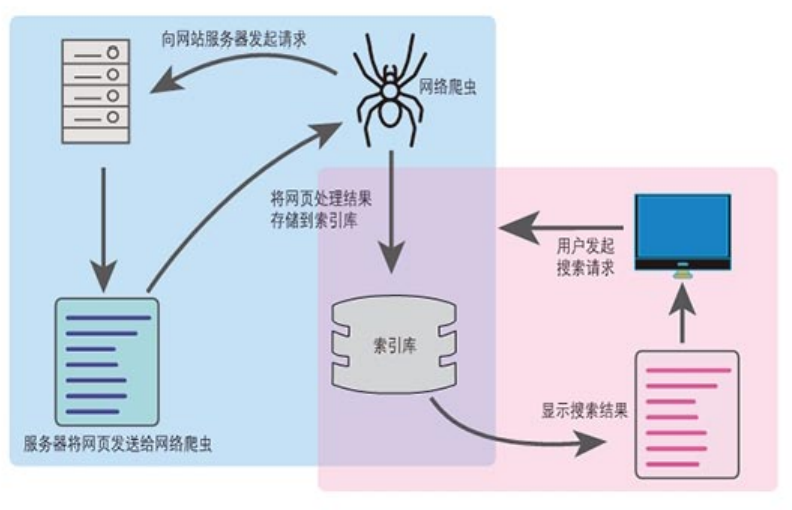 向网站服务器发起请求
网络爬虫
将网页处理结果
存储到索引库
用户发起
搜索请求
索引库
显示搜索结果
服务器将网页发送给网络爬虫